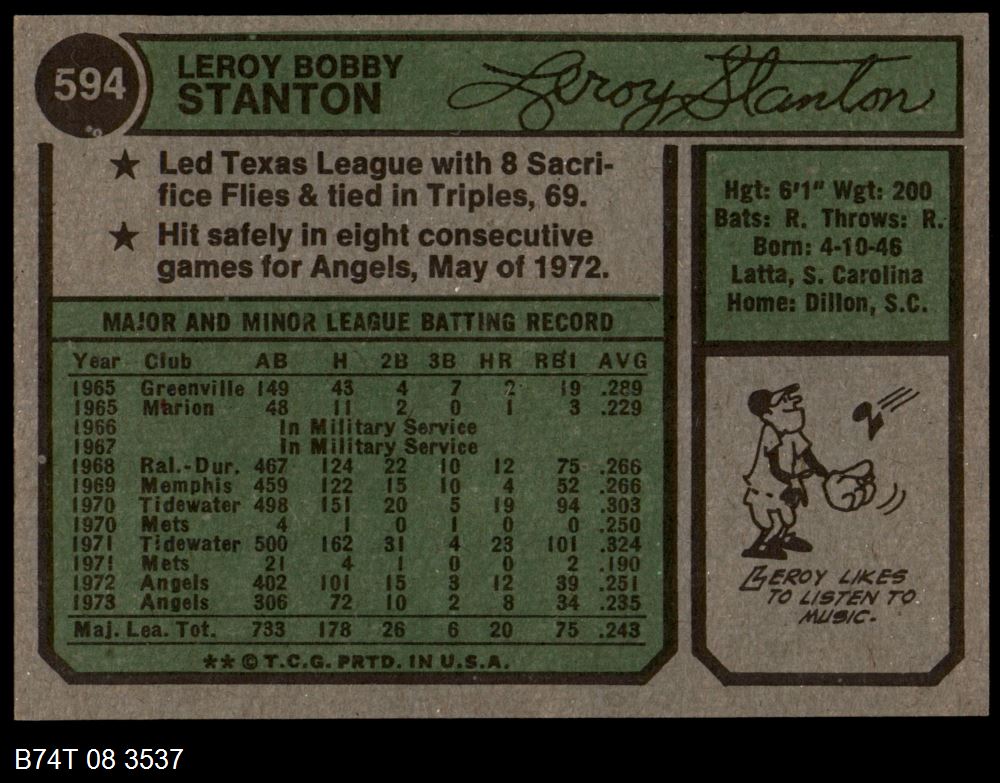 594
LEROY BOBBY
STANTON
Leroy Stanton
★ Led Texas League with 8 Sacri-
fice Flies & tied in Triples, 69.
★ Hit safely in eight consecutive
games for Angels, May of 1972.
Hgt: 6'1" Wgt: 200
Bats: R. Throws: R.
Born: 4-10-46
Latta, S. Carolina
Home: Dillon, S.C.
MAJOR AND MINOR LEAGUE BATTING RECORD
Year Club AB H 2B 3B HR RBI AVG
1965 Greenville 149 43 4 7 2 19 .289
1965 Marion 48 11 2 0 1 3 .229
1966 In Military Service
1967 In Military Service
1968 Ral.-Dur. 467 124 22 10 12 75 .266
1969 Memphis 459 122 15 10 4 52 .266
1970 Tidewater 498 151 20 5 19 94 .303
1970 Mets 4 1 0 1 0 0 .250
1971 Tidewater 500 162 31 4 23 101 .324
1971 Mets 21 4 1 0 0 2 .190
1972 Angels 402 101 15 3 12 39 .251
1973 Angels 306 72 10 2 8 34 .235
Maj. Lea. Tot. 733 178 26 6 20 75 .243
** © T.C.G. PRTD. IN U.S.A.
LEROY LIKES
TO LISTEN TO
MUSIC.
B74T 08 3537